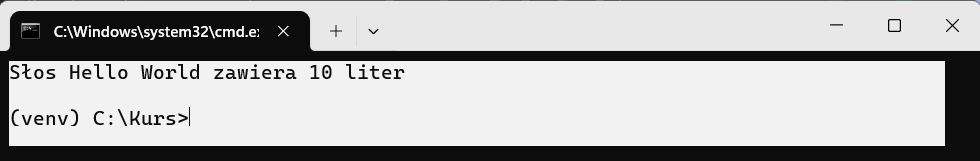 C:\Windows\system32\cmd.e
Słos Hello World zawiera 10 liter
(venv) C:\Kurs>